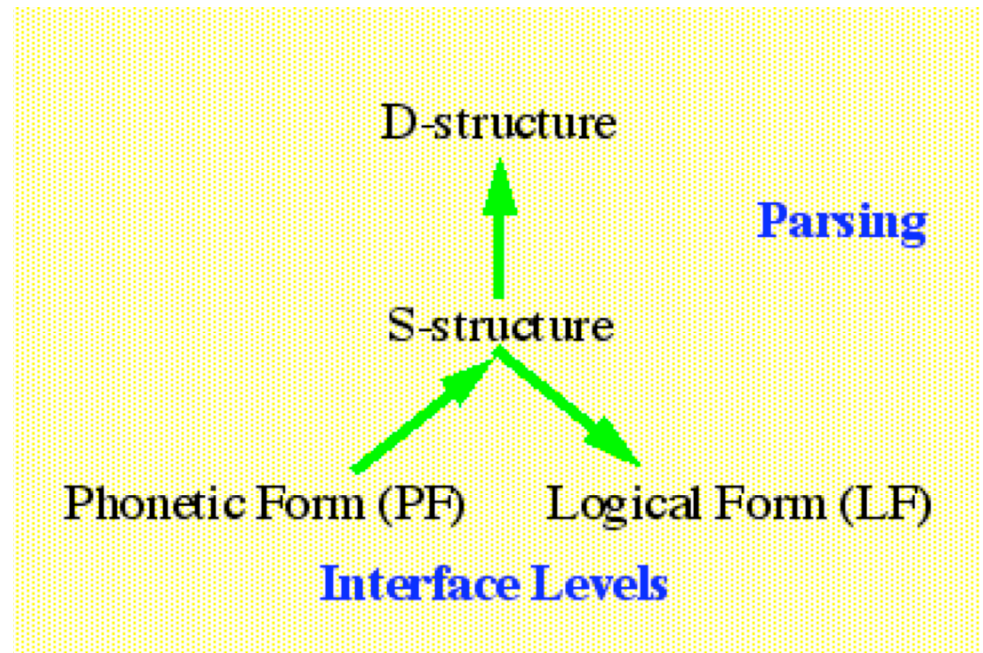 D-structure
Parsing
S-structure
Phonetic Form (PF) Logical Form (LF)
Interface Levels